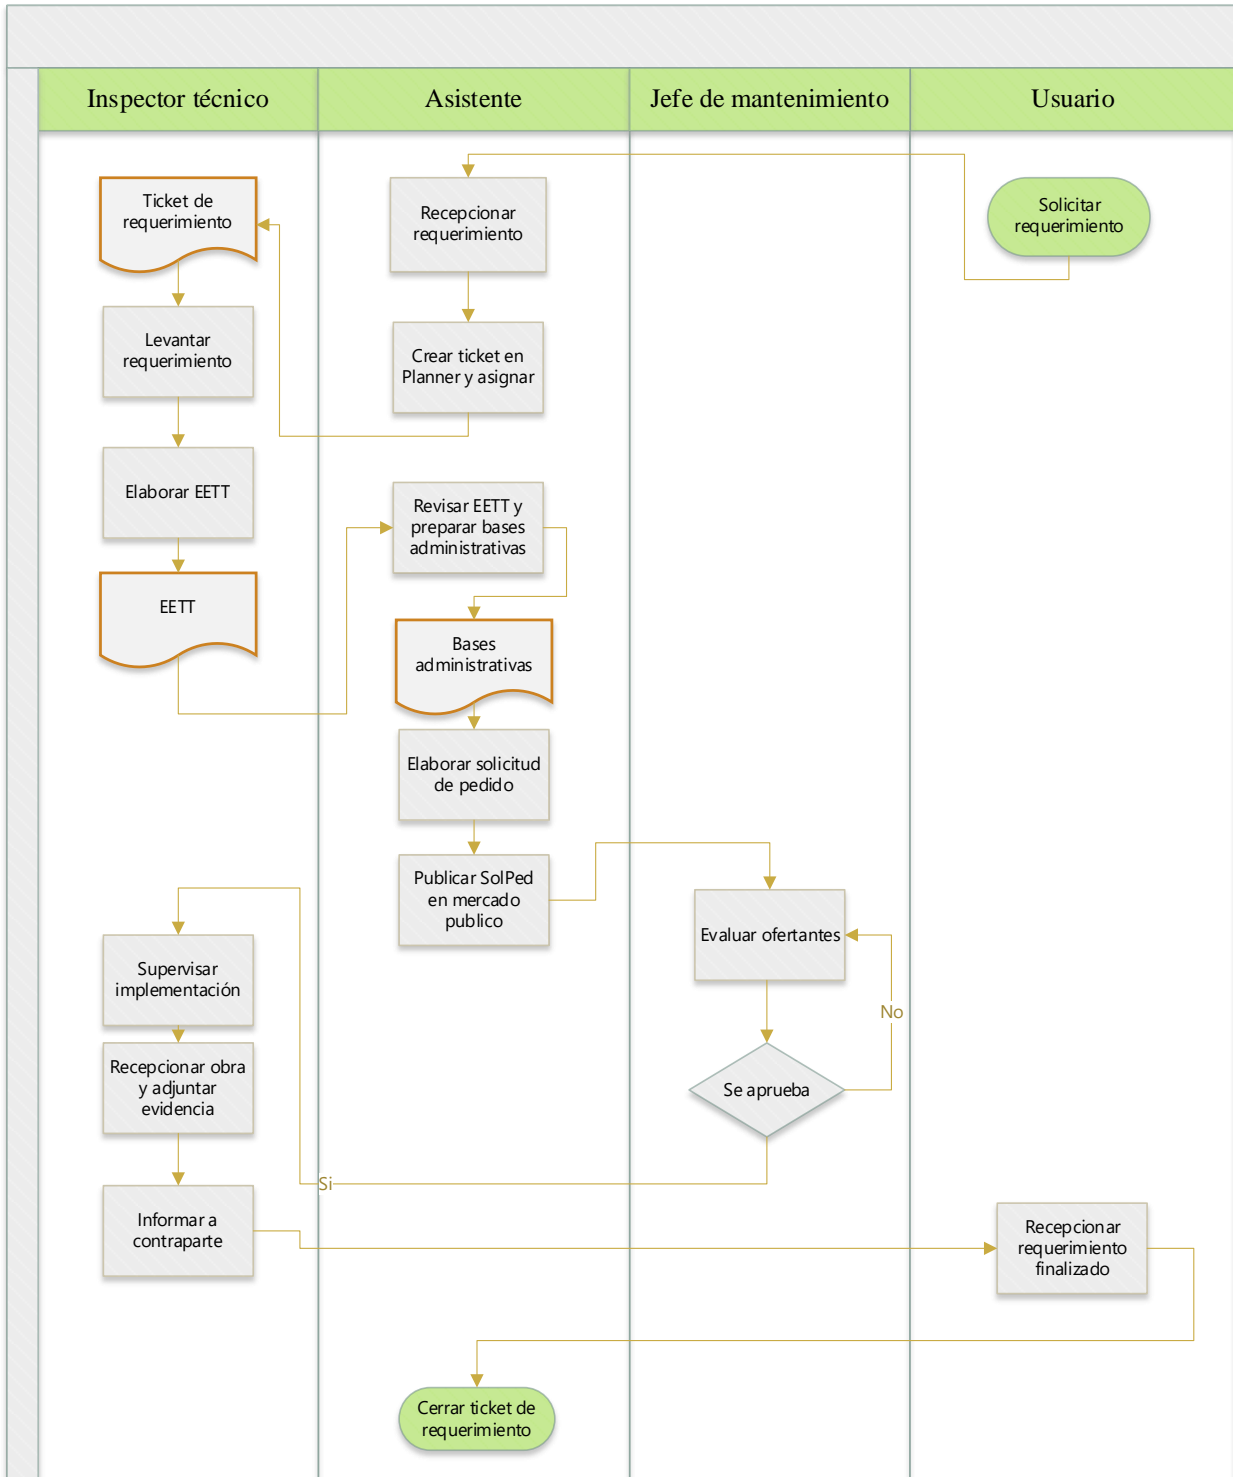 Inspector técnico
Asistente
Jefe de mantenimiento
Usuario
Solicitar
requerimiento
Recepcionar
requerimiento
Crear ticket en
Planner y asignar
Ticket de
requerimiento
Levantar
requerimiento
Elaborar EETT
EETT
Revisar EETT y
preparar bases
administrativas
Bases
administrativas
Elaborar solicitud
de pedido
Publicar SolPed
en mercado
publico
Evaluar ofertantes
No
Se aprueba
Si
Supervisar
implementación
Recepcionar obra
y adjuntar
evidencia
Informar a
contraparte
Recepcionar
requerimiento
finalizado
Cerrar ticket de
requerimiento